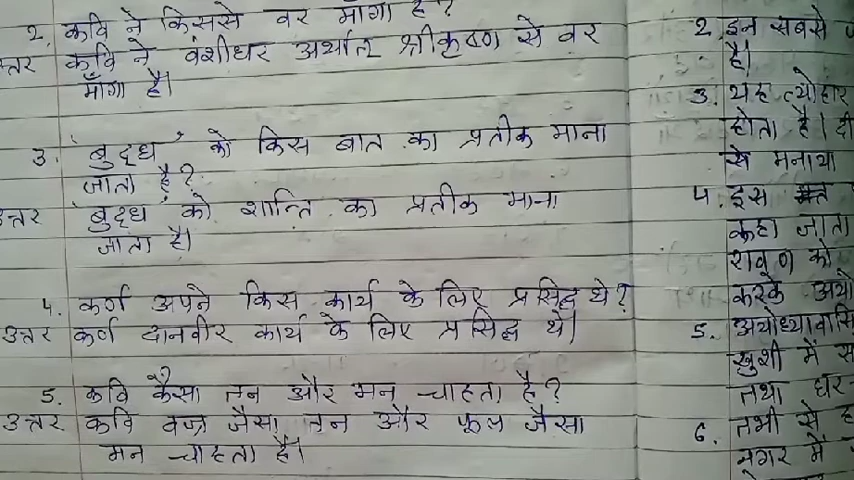 2. कवि ने किससे वर माँगा है?
उत्तर कवि ने वंशीधर अर्थात् श्रीकृष्ण से वर
माँगा है।
3. 'बुद्ध' को किस बात का प्रतीक माना
जाता है?
उत्तर 'बुद्ध' को शान्ति का प्रतीक माना
जाता है।
4. कर्ण अपने किस कार्य के लिए प्रसिद्ध थे?
उत्तर कर्ण दानवीर कार्य के लिए प्रसिद्ध थे।
5. कवि कैसा तन और मन चाहता है?
उत्तर कवि वज्र जैसा तन और फूल जैसा
मन चाहता है।
2. इन सबसे
है।
3. यह त्योहार
होता है। दी
से मनाया
4. इस
कहा जाता
रावण को
करके अयो
5. अयोध्यावासि
खुशी में स
तथा घर
6. तभी से ह
नगर में